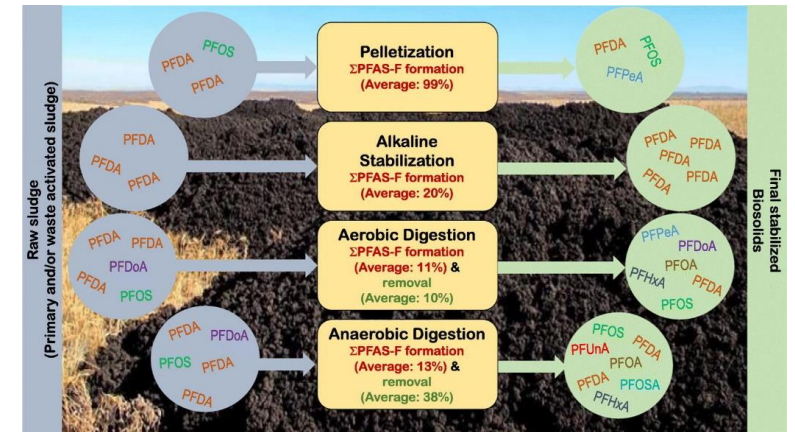 Raw sludge
(Primary and/or waste activated sludge)
PFOS
PFDA
PFDA
Pelletization
ΣPFAS-F formation
(Average: 99%)
PFDA
PFOS
PFPeA
PFDA
PFDA
PFDA
Alkaline
Stabilization
ΣPFAS-F formation
(Average: 20%)
PFDA
PFDA
PFDA
PFDA
PFDA
PFDA
PFDA
PFDoA
PFDA
PFOS
Aerobic Digestion
ΣPFAS-F formation
(Average: 11%) &
removal
(Average: 10%)
PFPeA
PFDoA
PFOA
PFHxA
PFDA
PFOS
PFDA
PFDoA
PFOS
PFDA
PFDA
Anaerobic Digestion
ΣPFAS-F formation
(Average: 13%) &
removal
(Average: 38%)
PFOS
PFDA
PFUnA
PFOA
PFDA
PFOSA
PFHxA
Final stabilized
Biosolids